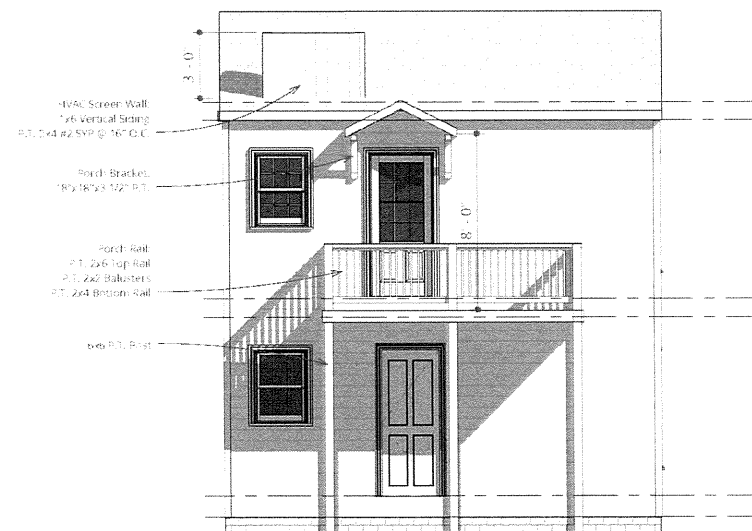 3'-0"
HVAC Screen Wall:
1x6 Vertical Siding
P.T. 2x4 #2 SYP @ 16" O.C.
Porch Bracket:
18"x18"x3 1/2" P.T.
8'-0"
Porch Rail:
P.T. 2x6 Top Rail
P.T. 2x2 Balusters
P.T. 2x4 Bottom Rail
6x6 P.T. Post